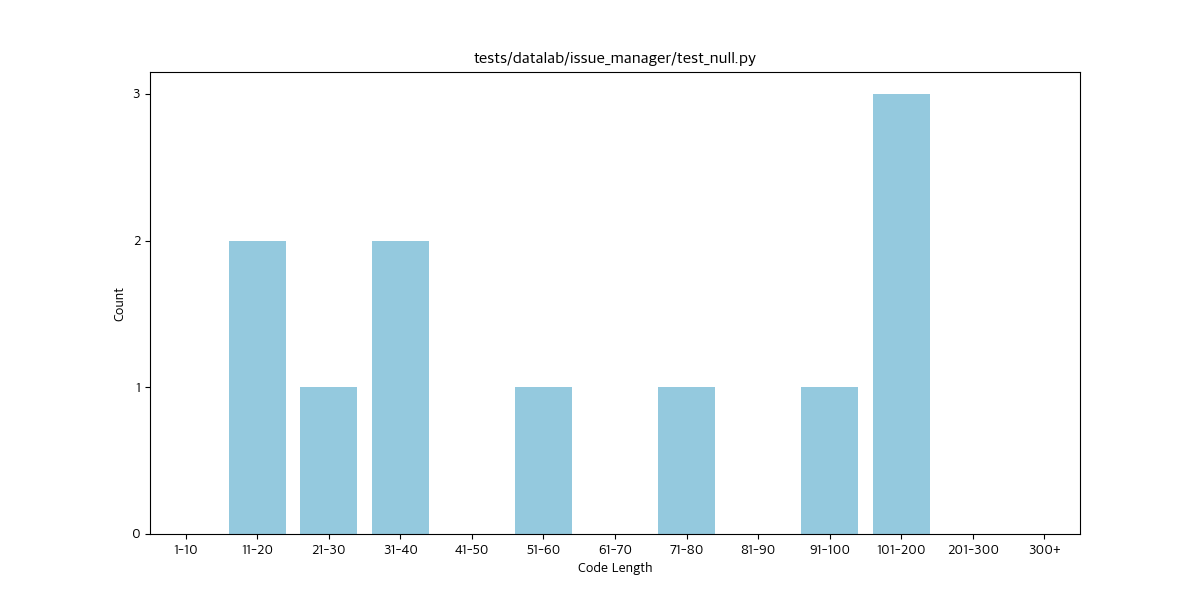 tests/datalab/issue_manager/test_null.py
3
2
1
0
Count
1-10 11-20 21-30 31-40 41-50 51-60 61-70 71-80 81-90 91-100 101-200 201-300 300+
Code Length